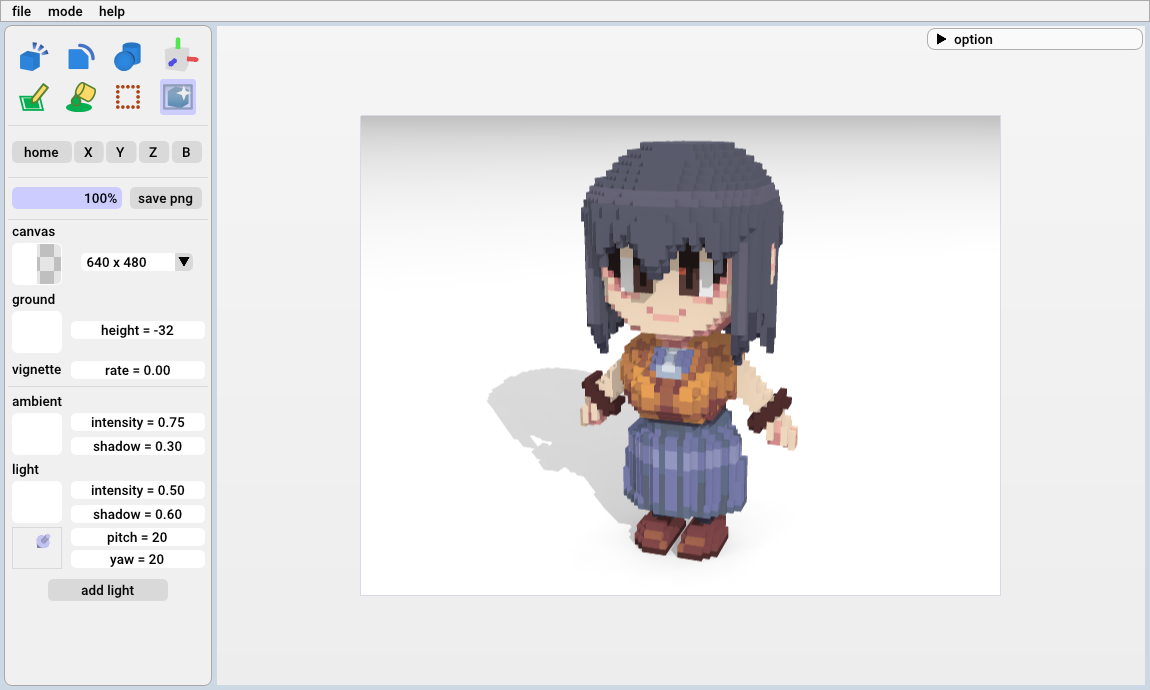 file mode help
option
home X Y Z B
100% save png
canvas
640 x 480
ground
height = -32
vignette rate = 0.00
ambient
intensity = 0.75
shadow = 0.30
light
intensity = 0.50
shadow = 0.60
pitch = 20
yaw = 20
add light